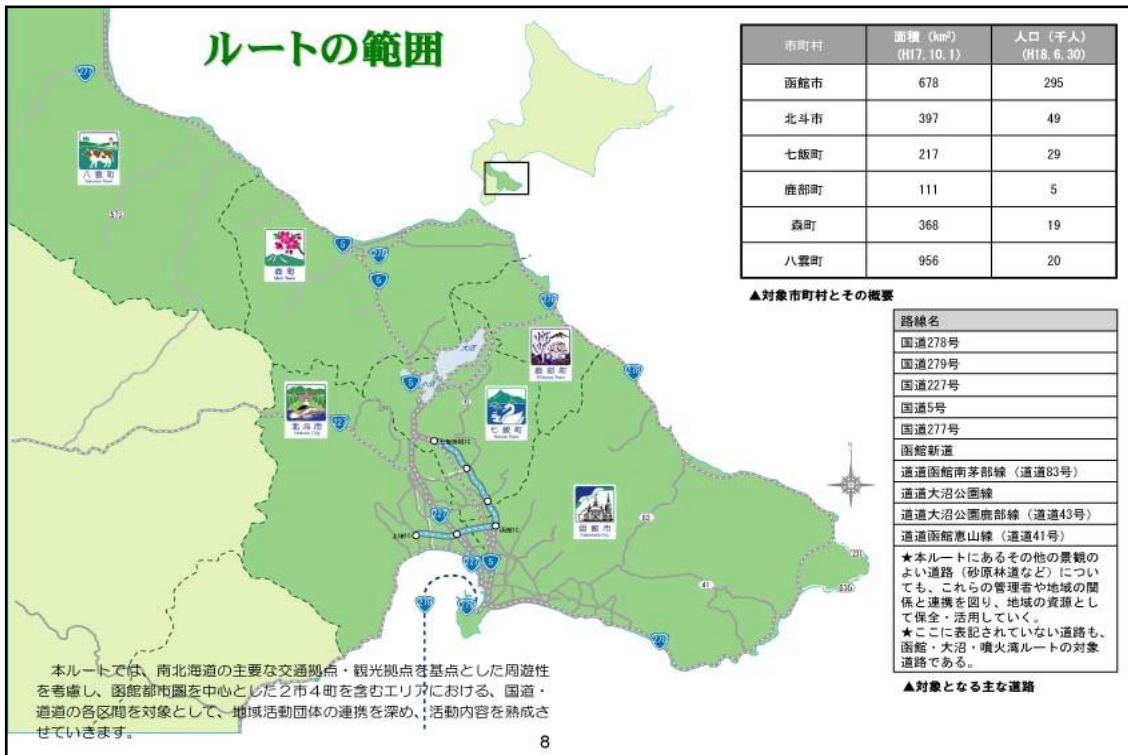 ルートの範囲
市町村 面積（km²）（H17.10.1） 人口（千人）（H18.6.30）
函館市 678 295
北斗市 397 49
七飯町 217 29
鹿部町 111 5
森町 368 19
八雲町 956 20
▲対象市町村とその概要
路線名
国道278号
国道279号
国道227号
国道5号
国道277号
函館新道
道道函館南茅部線（道道83号）
道道大沼公園線
道道大沼公園鹿部線（道道43号）
道道函館恵山線（道道41号）
★本ルートにあるその他の景観の
よい道路（砂原林道など）につい
ても、これらの管理者や地域の関
係と連携を図り、地域の資源とし
て保全・活用していく。
★ここに表記されていない道路も、
函館・大沼・噴火湾ルートの対象
道路である。
▲対象となる主な道路
277
八雲町
森町
5
278
5
278
大沼
鹿部町
5
278
北斗市
227
七飯町
函館市
227
83
227
5
41
279
278
本ルートでは、南北海道の主要な交通拠点・観光拠点を基点とした周遊性
を考慮し、函館都市圏を中心とした２市４町を含むエリアにおける、国道・
道道の各区間を対象として、地域活動団体の連携を深め、活動内容を熟成さ
せていきます。
8